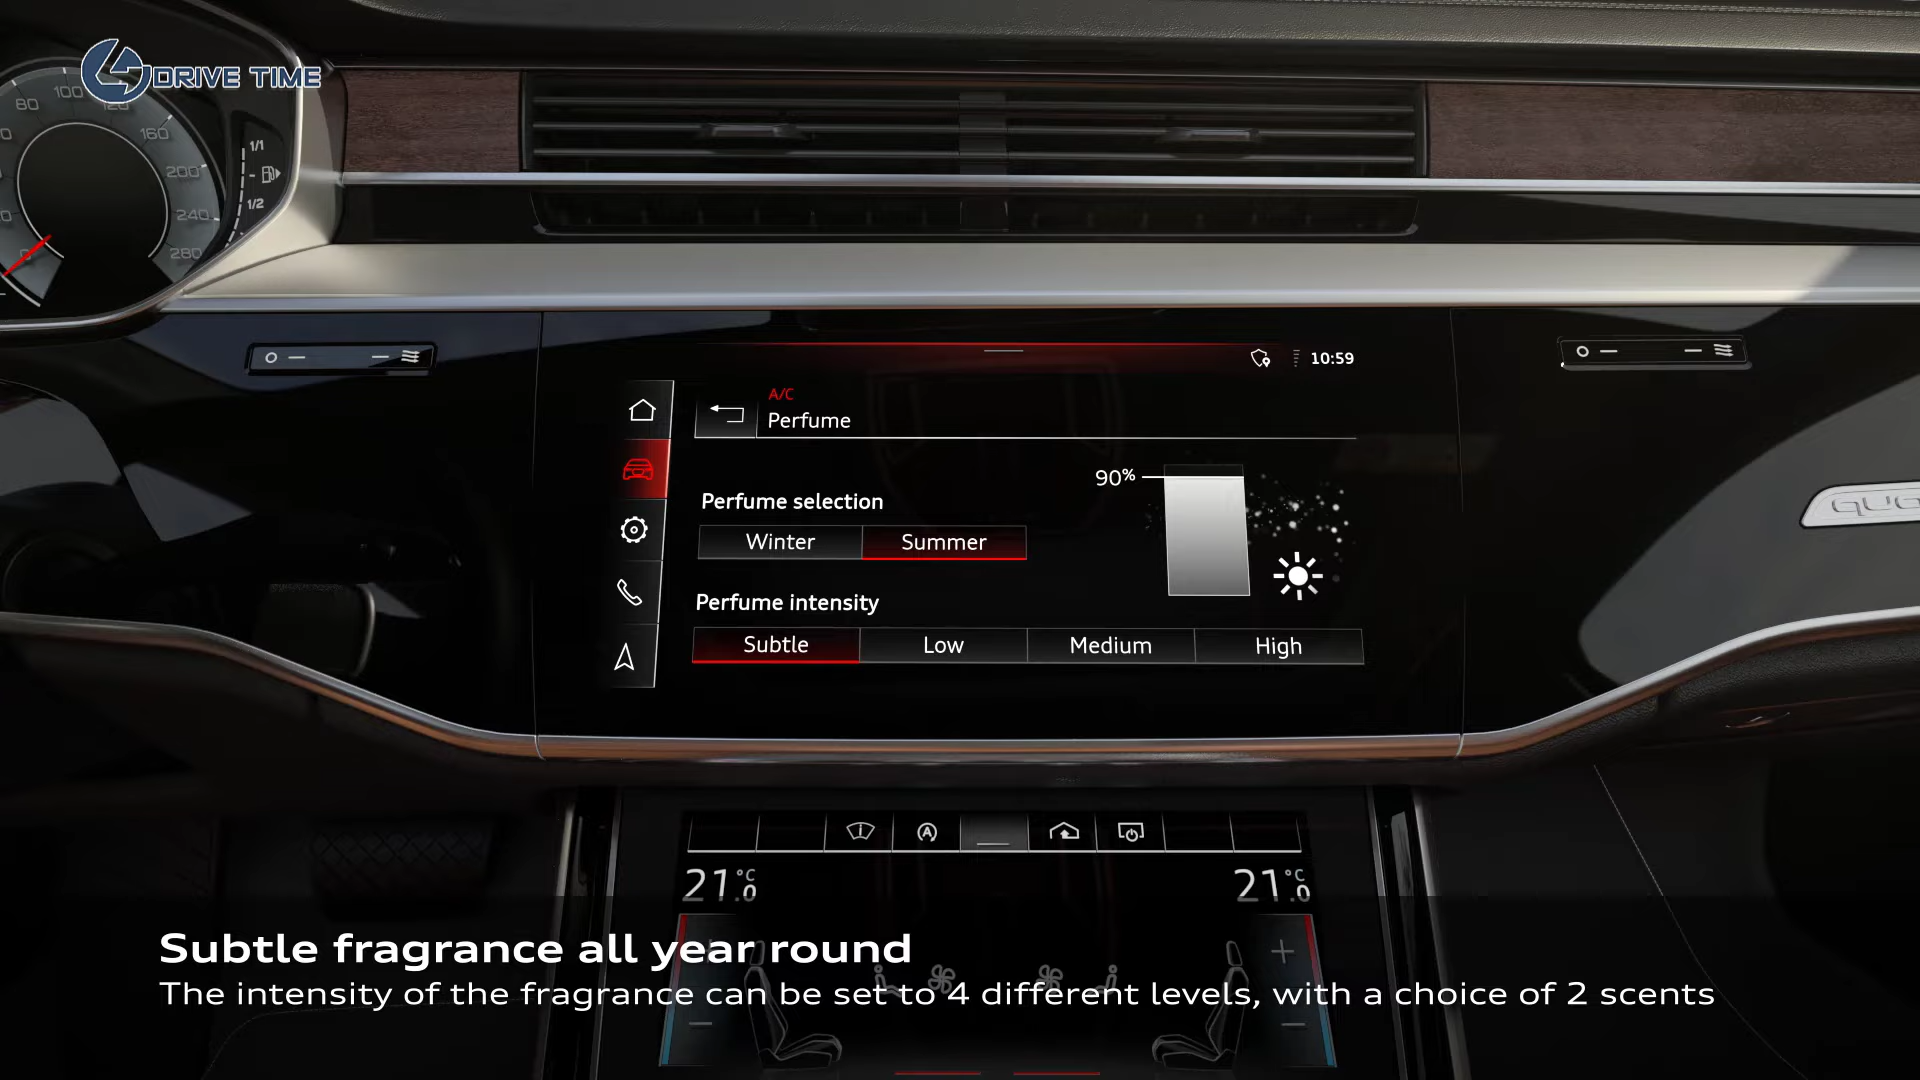 DRIVE TIME
80
100
120
160
200
240
280
1/1
1/2
10:59
A/C
Perfume
90%
Perfume selection
Winter
Summer
Perfume intensity
Subtle
Low
Medium
High
21.0 °C
21.0 °C
Subtle fragrance all year round
The intensity of the fragrance can be set to 4 different levels, with a choice of 2 scents